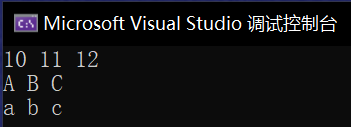 Microsoft Visual Studio 调试控制台
10 11 12
A B C
a b c